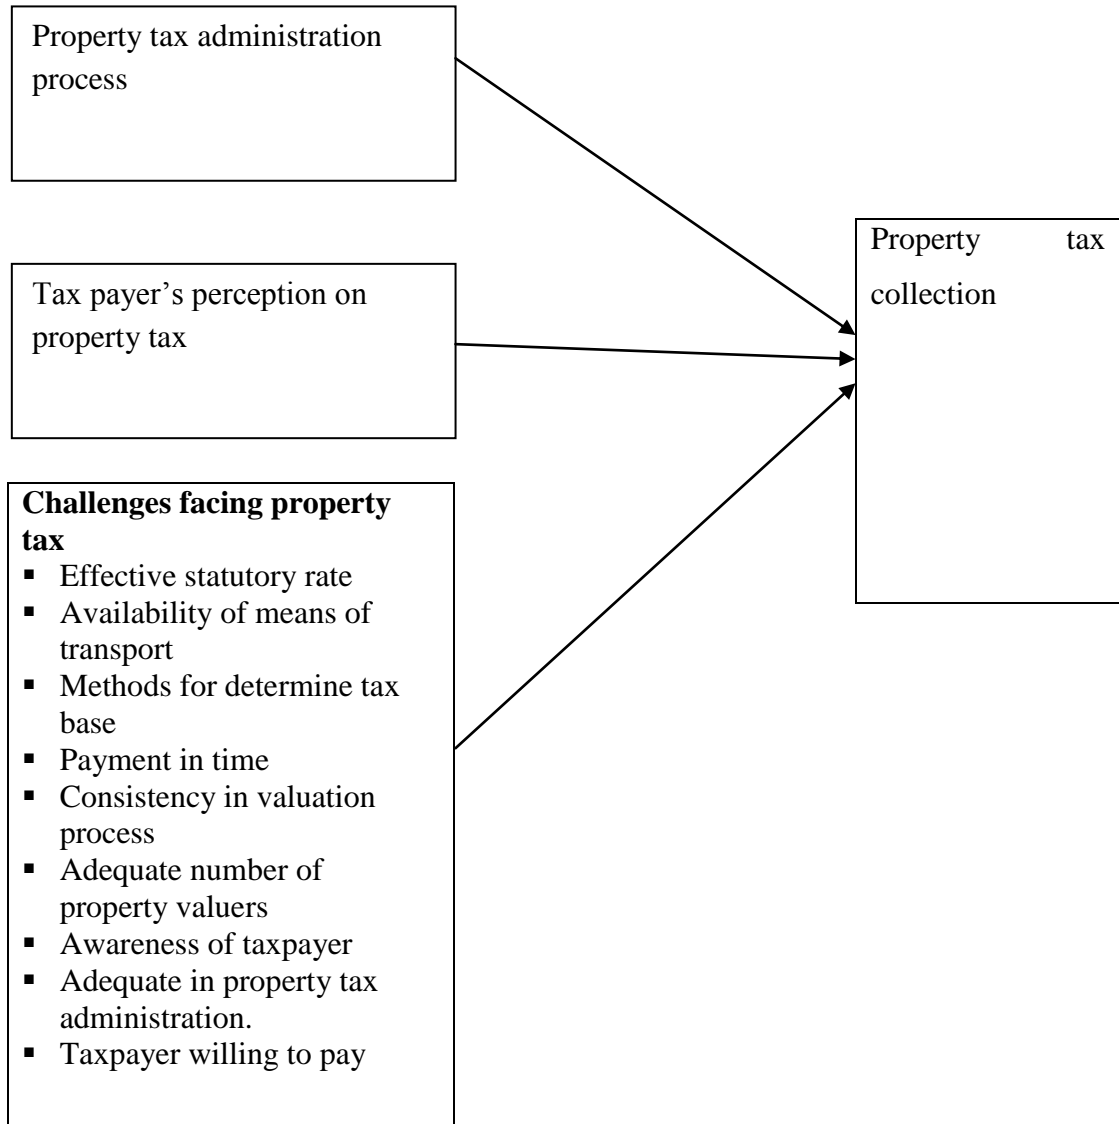 Property tax administration
process
Tax payer’s perception on
property tax
Property tax
collection
Challenges facing property
tax
▪ Effective statutory rate
▪ Availability of means of
transport
▪ Methods for determine tax
base
▪ Payment in time
▪ Consistency in valuation
process
▪ Adequate number of
property valuers
▪ Awareness of taxpayer
▪ Adequate in property tax
administration.
▪ Taxpayer willing to pay